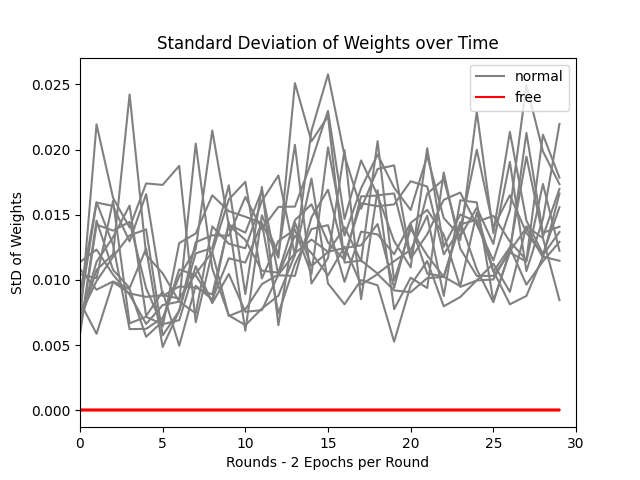 Standard Deviation of Weights over Time
normal
free
StD of Weights
0.025
0.020
0.015
0.010
0.005
0.000
0 5 10 15 20 25 30
Rounds - 2 Epochs per Round